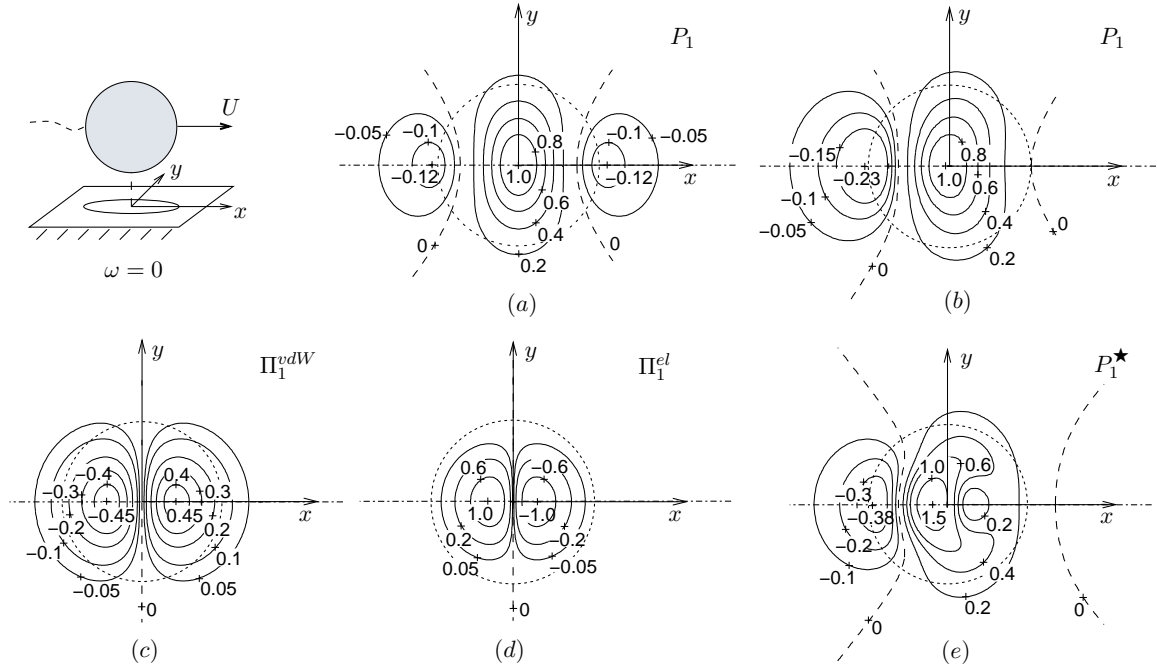 U
y
x
ω = 0
y
P₁
−0.05
−0.1
0.8
−0.1
−0.05
−0.12
1.0
−0.12
x
0.6
0.4
0
0
0.2
(a)
y
P₁
−0.15
0.8
−0.23
1.0
0.6
x
−0.1
−0.05
0.4
0
0.2
0
(b)
y
Π₁^{vdW}
−0.4
0.4
−0.3
0.3
−0.45
0.45
x
−0.2
0.2
−0.1
0.1
−0.05
0.05
0
(c)
y
Π₁^{el}
0.6
−0.6
1.0
−1.0
x
0.2
−0.2
0.05
−0.05
0
(d)
y
P₁^★
1.0
0.6
−0.3
−0.38
1.5
0.2
x
−0.2
−0.1
0.4
0.2
0
0
(e)